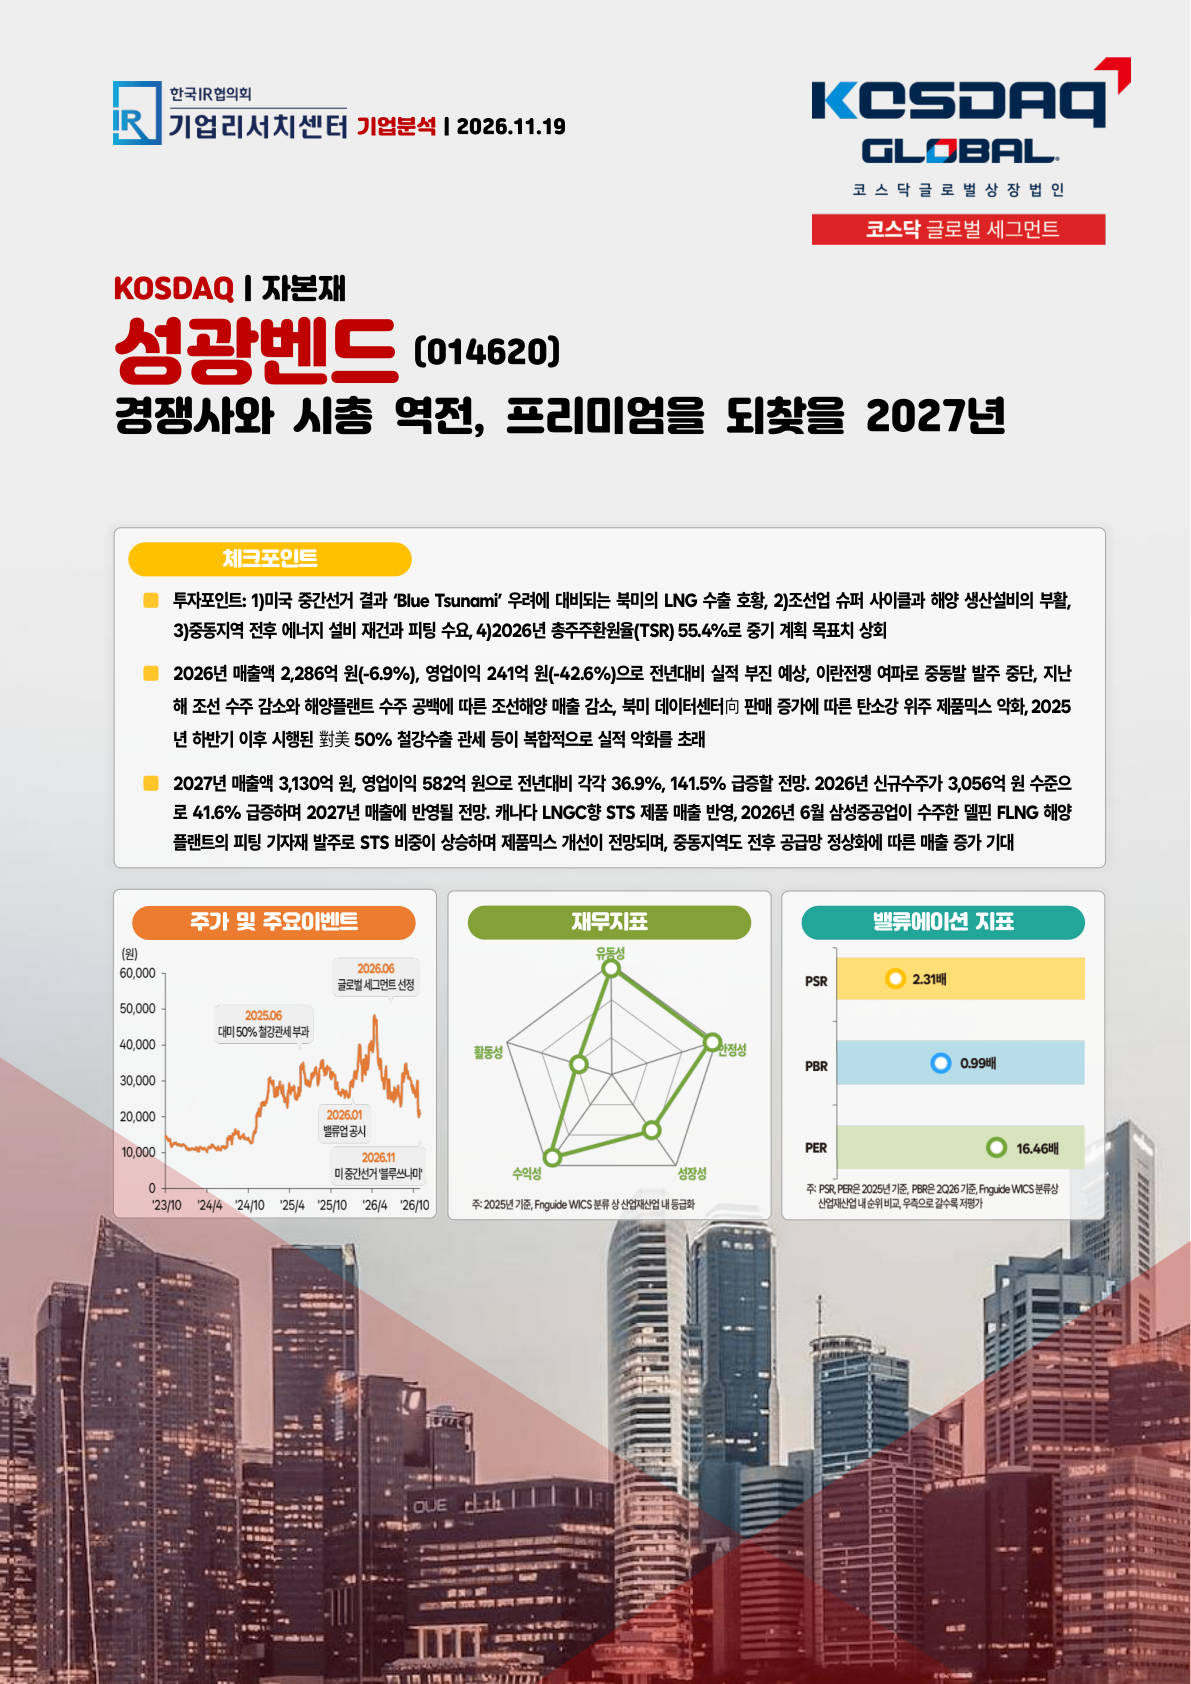 한국IR협의회
IR
기업리서치센터 기업분석 | 2026.11.19
KOSDAQ
GLOBAL
코스닥글로벌상장법인
코스닥 글로벌 세그먼트
KOSDAQ | 자본재
성광벤드 (014620)
경쟁사와 시총 역전, 프리미엄을 되찾을 2027년
체크포인트
투자포인트: 1)미국 중간선거 결과 ‘Blue Tsunami’ 우려에 대비되는 북미의 LNG 수출 호황, 2)조선업 슈퍼 사이클과 해양 생산설비의 부활,
3)중동지역 전후 에너지 설비 재건과 피팅 수요, 4)2026년 총주주환원율(TSR) 55.4%로 중기 계획 목표치 상회
2026년 매출액 2,286억 원(-6.9%), 영업이익 241억 원(-42.6%)으로 전년대비 실적 부진 예상, 이란전쟁 여파로 중동발 발주 중단, 지난
해 조선 수주 감소와 해양플랜트 수주 공백에 따른 조선해양 매출 감소, 북미 데이터센터向 판매 증가에 따른 탄소강 위주 제품믹스 악화, 2025
년 하반기 이후 시행된 對美 50% 철강수출 관세 등이 복합적으로 실적 악화를 초래
2027년 매출액 3,130억 원, 영업이익 582억 원으로 전년대비 각각 36.9%, 141.5% 급증할 전망. 2026년 신규수주가 3,056억 원 수준으
로 41.6% 급증하며 2027년 매출에 반영될 전망. 캐나다 LNGC향 STS 제품 매출 반영, 2026년 6월 삼성중공업이 수주한 델핀 FLNG 해양
플랜트의 피팅 기자재 발주로 STS 비중이 상승하며 제품믹스 개선이 전망되며, 중동지역도 전후 공급망 정상화에 따른 매출 증가 기대
주가 및 주요이벤트
(원)
60,000
50,000
40,000
30,000
20,000
10,000
0
'23/10 '24/4 '24/10 '25/4 '25/10 '26/4 '26/10
2026.06
글로벌 세그먼트 선정
2025.06
대미 50% 철강관세 부과
2026.01
밸류업 공시
2026.11
미 중간선거 '블루쓰나미'
재무지표
유동성
안정성
성장성
수익성
활동성
주: 2025년 기준, Fnguide WICS 분류 상 산업재산업 내 등급화
밸류에이션 지표
PSR 2.31배
PBR 0.99배
PER 16.46배
주: PSR, PER은 2025년 기준, PBR은 2Q26 기준, Fnguide WICS 분류상
산업재산업 내 순위 비교, 우측으로 갈수록 저평가
OUE